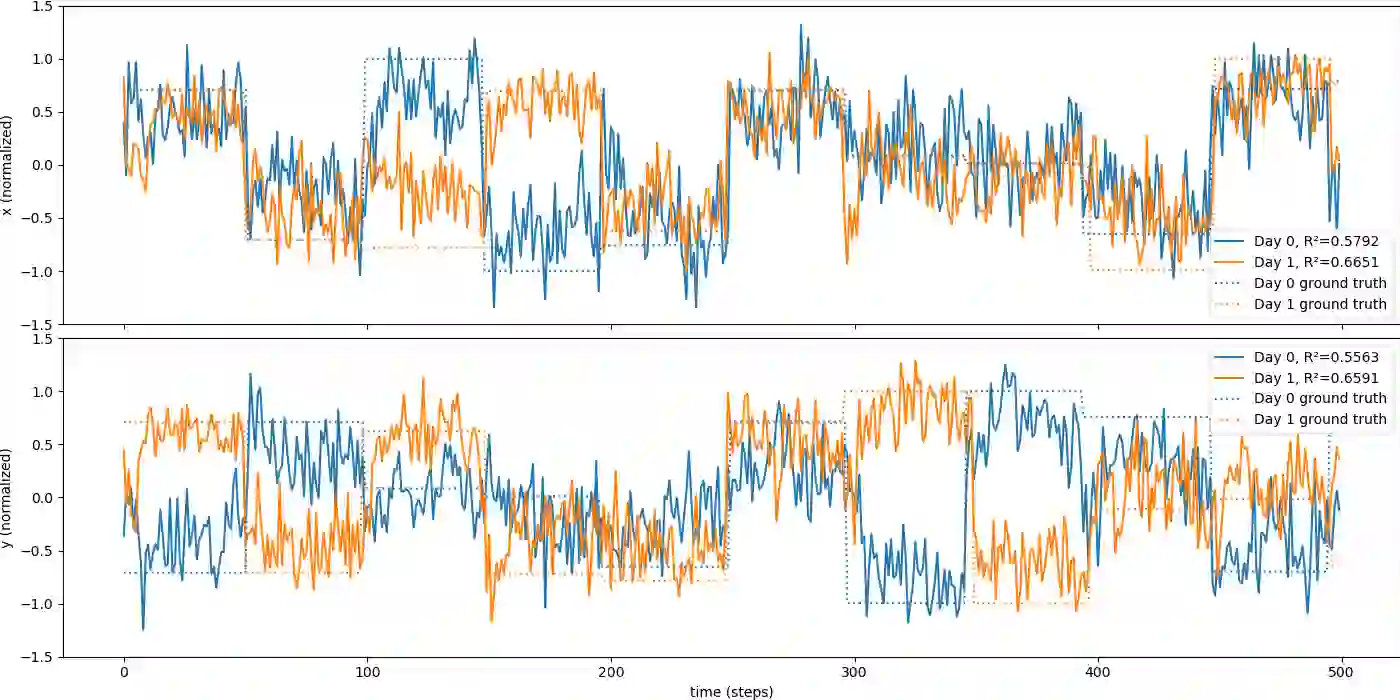 x (normalized)
1.5
1.0
0.5
0.0
−0.5
−1.0
−1.5
Day 0, R²=0.5792
Day 1, R²=0.6651
Day 0 ground truth
Day 1 ground truth
y (normalized)
1.5
1.0
0.5
0.0
−0.5
−1.0
−1.5
Day 0, R²=0.5563
Day 1, R²=0.6591
Day 0 ground truth
Day 1 ground truth
0 100 200 300 400 500
time (steps)